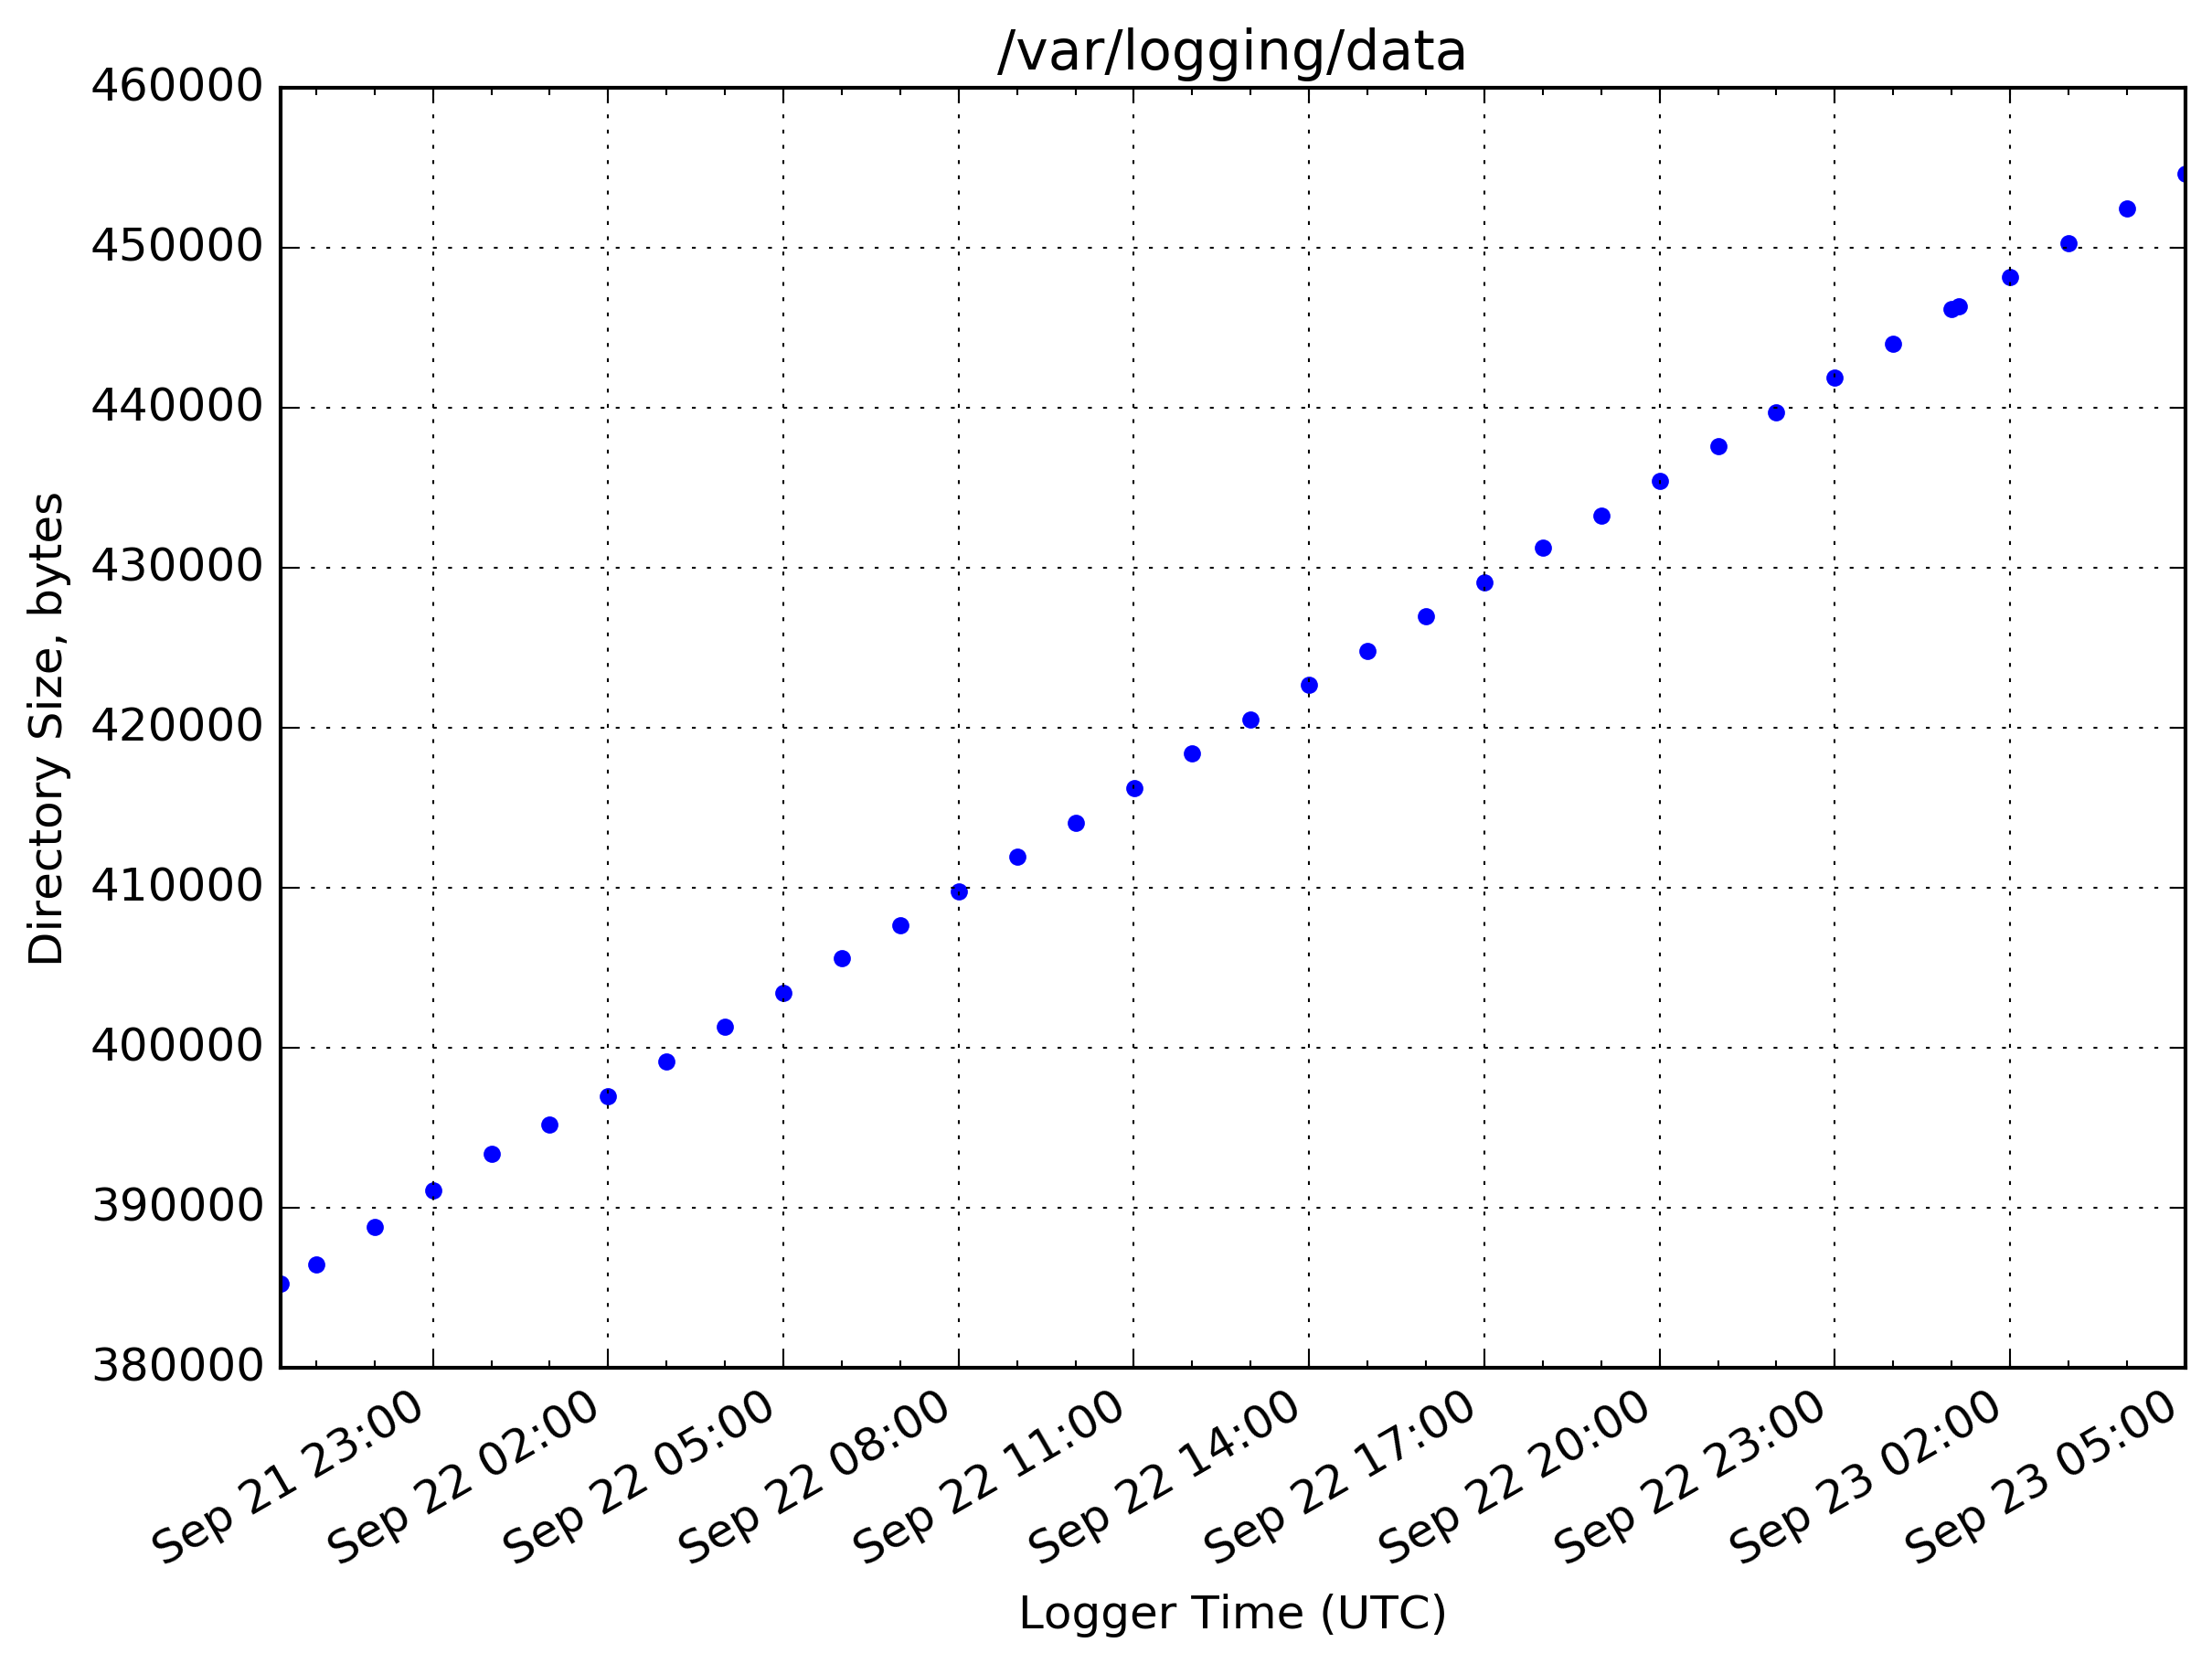 /var/logging/data
460000
450000
440000
430000
420000
410000
400000
390000
380000
Directory Size, bytes
Sep 21 23:00
Sep 22 02:00
Sep 22 05:00
Sep 22 08:00
Sep 22 11:00
Sep 22 14:00
Sep 22 17:00
Sep 22 20:00
Sep 22 23:00
Sep 23 02:00
Sep 23 05:00
Logger Time (UTC)